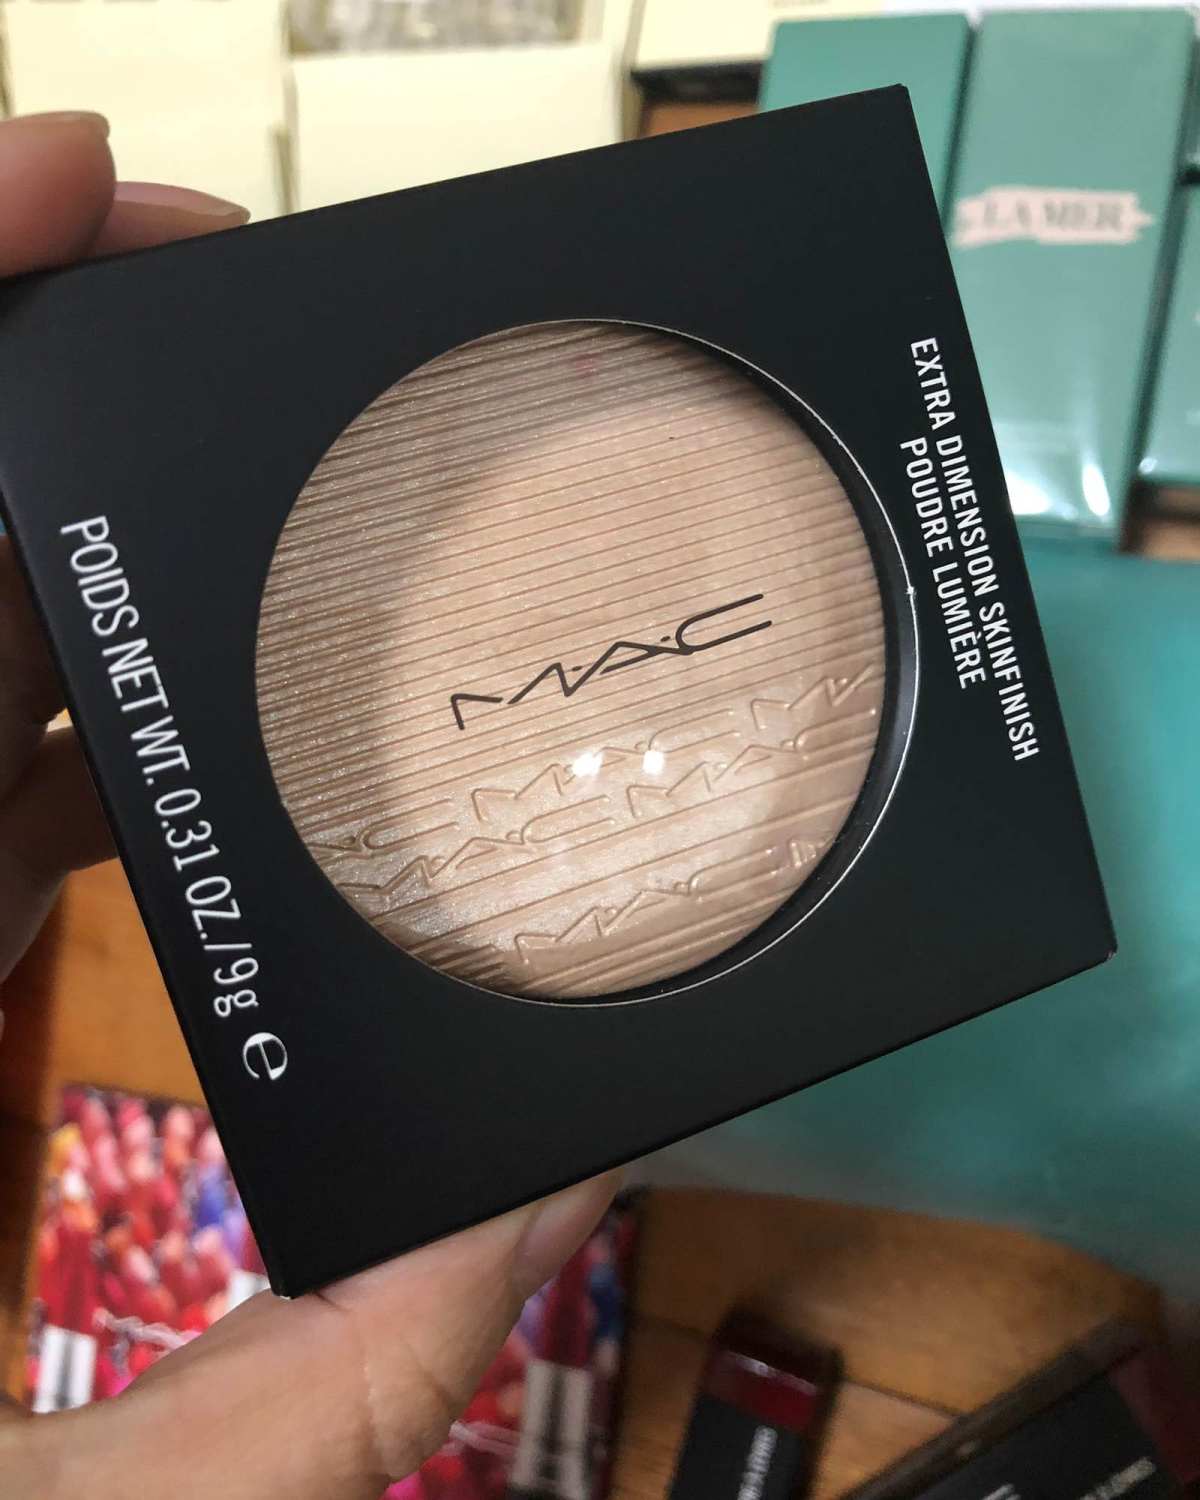 EXTRA DIMENSION SKINFINISH
POUDRE LUMIÈRE
M·A·C
M·A·C M·A
M·A·C M·A·C
M·A·C
POIDS NET WT. 0.31 OZ./9g e
LA MER